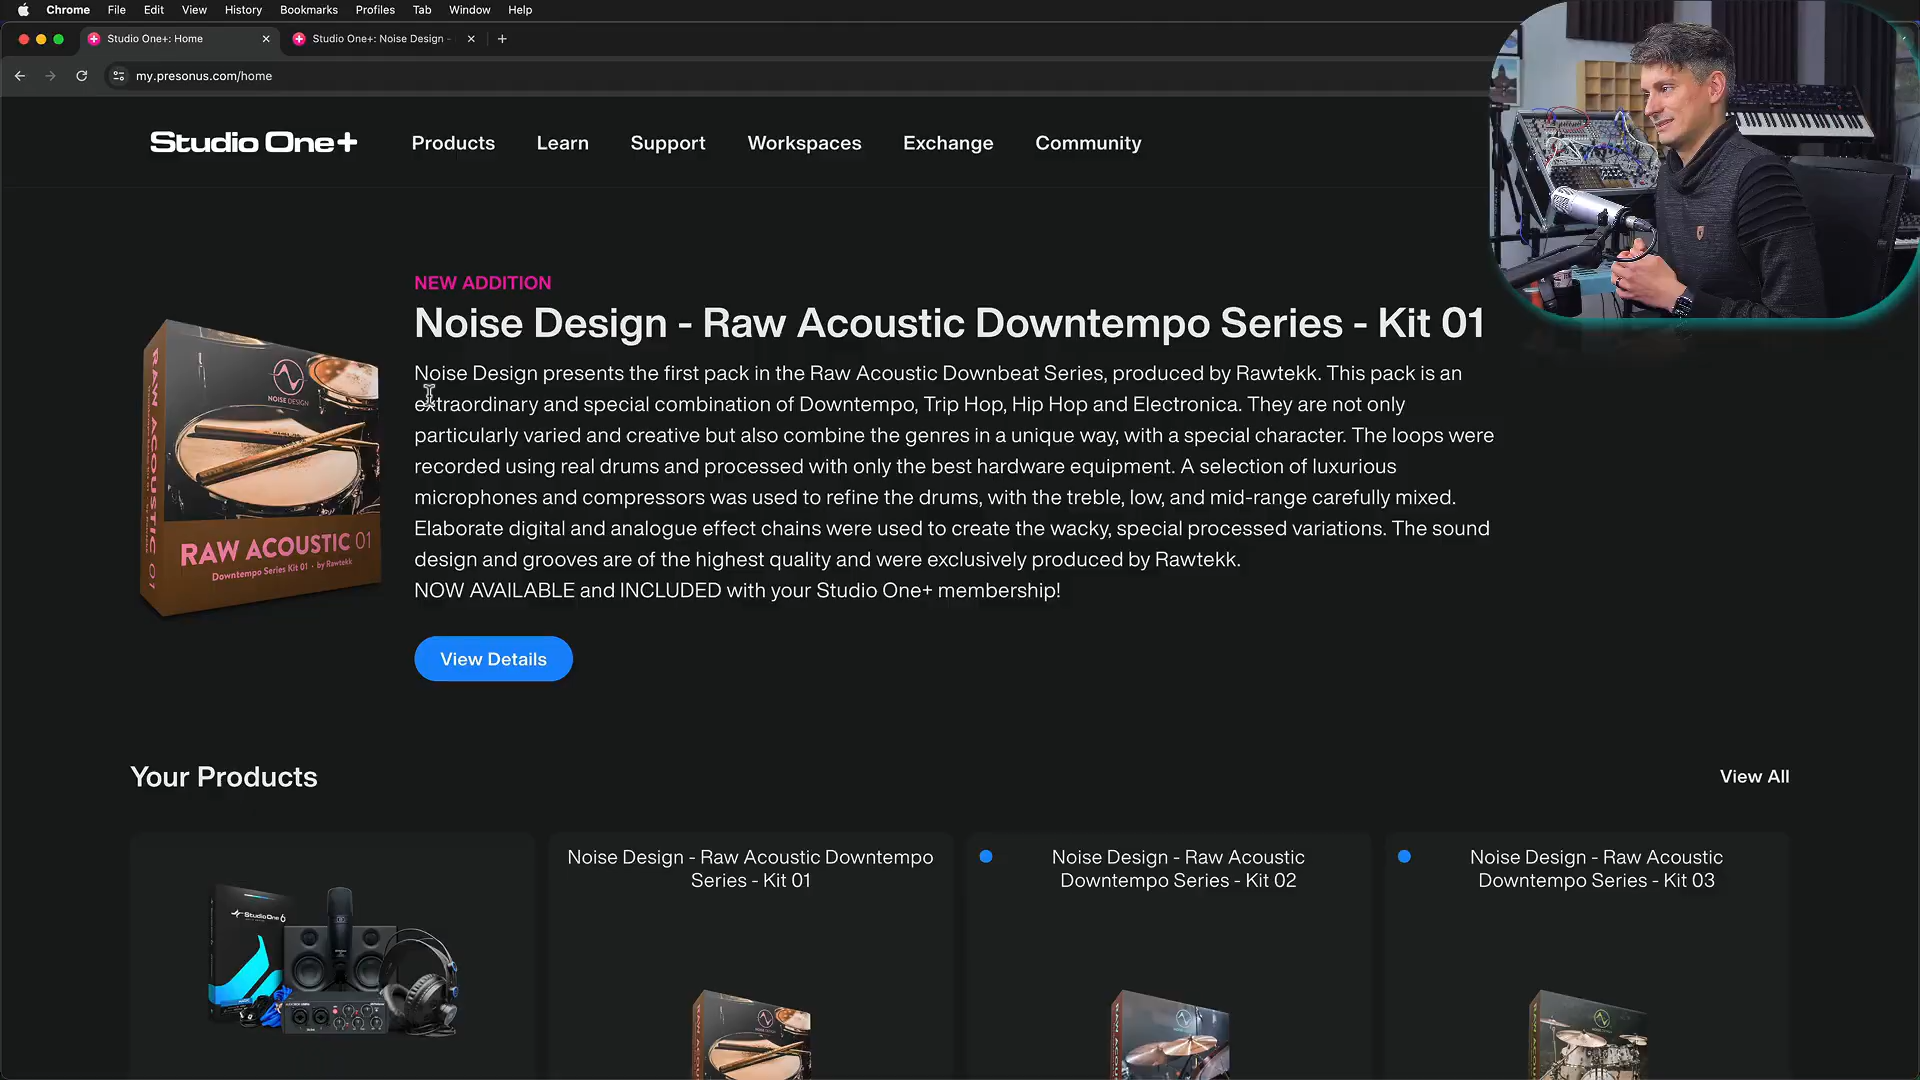 Chrome File Edit View History Bookmarks Profiles Tab Window Help
Studio One+: Home
Studio One+: Noise Design -
my.presonus.com/home
Studio One+ Products Learn Support Workspaces Exchange Community
NEW ADDITION
Noise Design - Raw Acoustic Downtempo Series - Kit 01
Noise Design presents the first pack in the Raw Acoustic Downbeat Series, produced by Rawtekk. This pack is an
extraordinary and special combination of Downtempo, Trip Hop, Hip Hop and Electronica. They are not only
particularly varied and creative but also combine the genres in a unique way, with a special character. The loops were
recorded using real drums and processed with only the best hardware equipment. A selection of luxurious
microphones and compressors was used to refine the drums, with the treble, low, and mid-range carefully mixed.
Elaborate digital and analogue effect chains were used to create the wacky, special processed variations. The sound
design and grooves are of the highest quality and were exclusively produced by Rawtekk.
NOW AVAILABLE and INCLUDED with your Studio One+ membership!
NOISE DESIGN
RAW ACOUSTIC 01
RAW ACOUSTIC 01
Downtempo Series Kit 01 · by Rawtekk
View Details
Your Products
View All
Noise Design - Raw Acoustic Downtempo
Series - Kit 01
Noise Design - Raw Acoustic
Downtempo Series - Kit 02
Noise Design - Raw Acoustic
Downtempo Series - Kit 03
Studio One 6